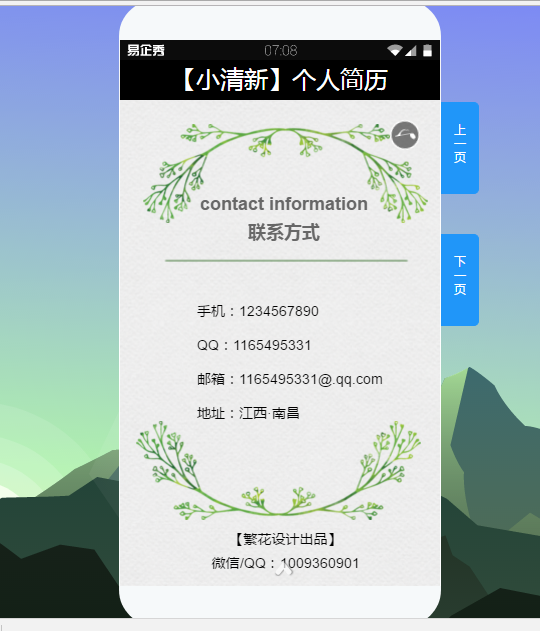 易企秀 07:08
【小清新】个人简历
上一页
contact information
联系方式
下一页
手机：1234567890
QQ：1165495331
邮箱：1165495331@.qq.com
地址：江西·南昌
【繁花设计出品】
微信/QQ：1009360901